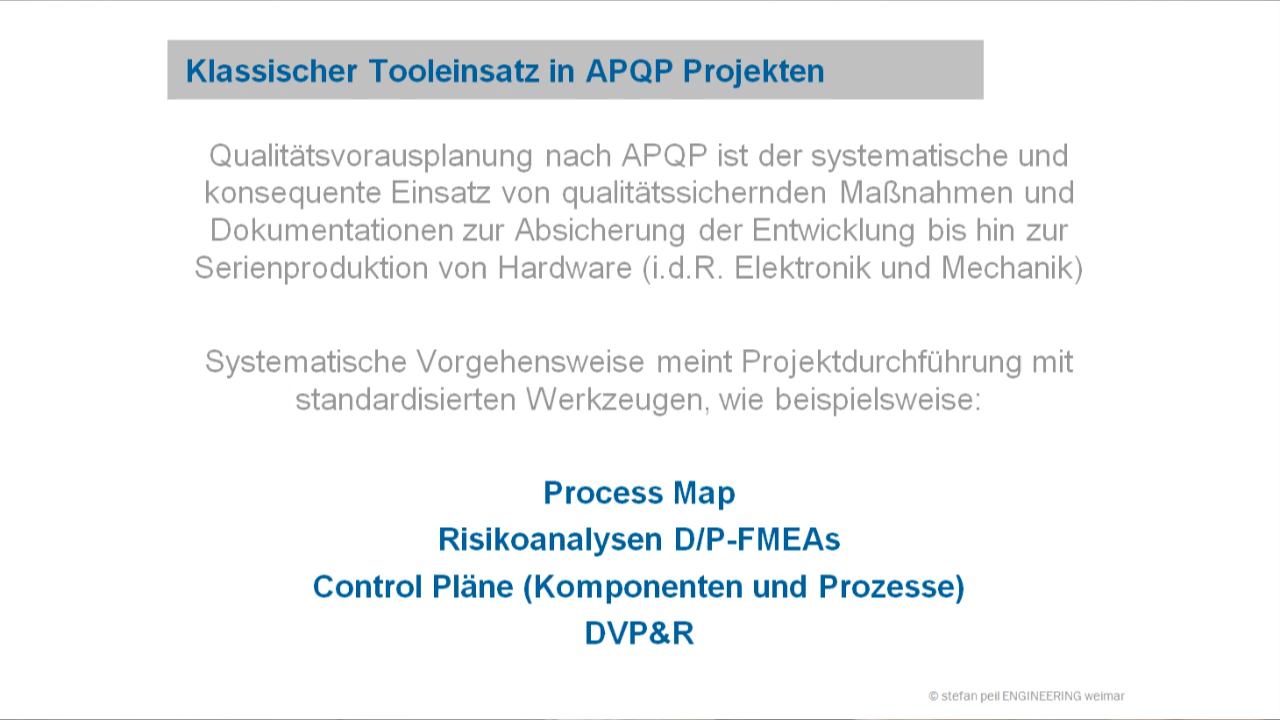 Klassischer Tooleinsatz in APQP Projekten
Qualitätsvorausplanung nach APQP ist der systematische und
konsequente Einsatz von qualitätssichernden Maßnahmen und
Dokumentationen zur Absicherung der Entwicklung bis hin zur
Serienproduktion von Hardware (i.d.R. Elektronik und Mechanik)
Systematische Vorgehensweise meint Projektdurchführung mit
standardisierten Werkzeugen, wie beispielsweise:
Process Map
Risikoanalysen D/P-FMEAs
Control Pläne (Komponenten und Prozesse)
DVP&R
© stefan peil ENGINEERING weimar